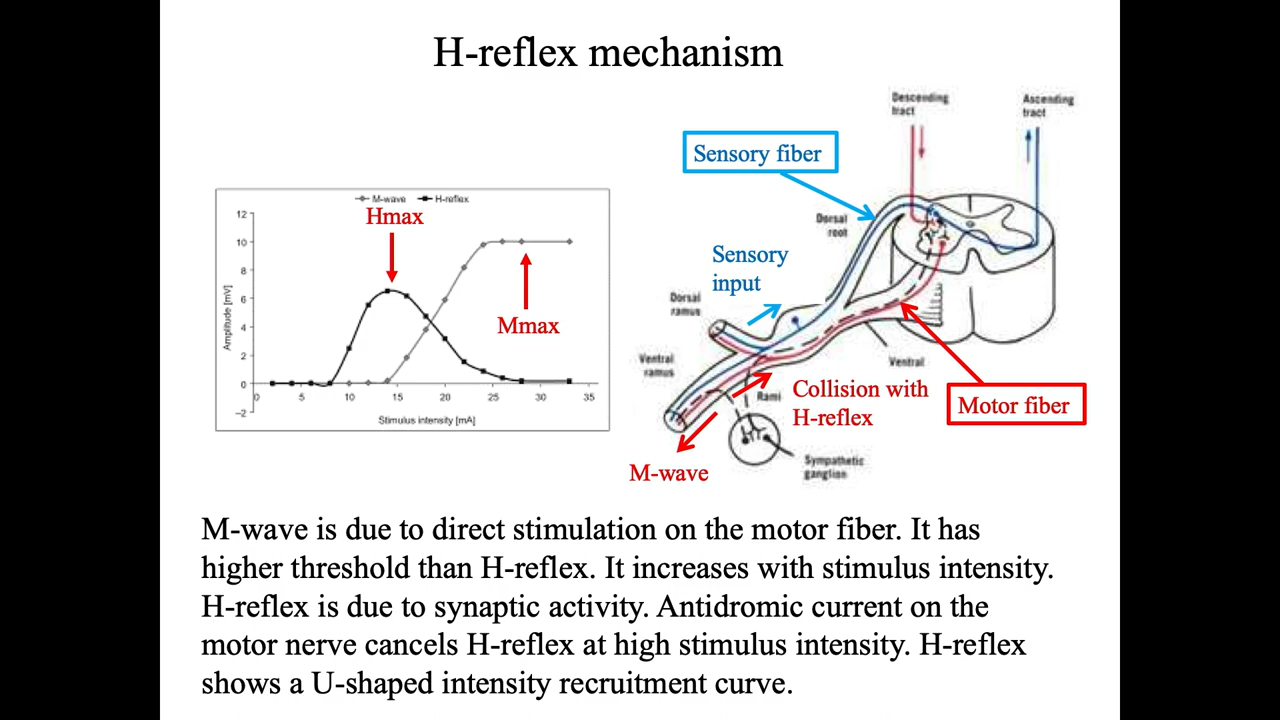 H-reflex mechanism
Descending
tract
Ascending
tract
Sensory fiber
M-wave H-reflex
Hmax
12
10
8
6
4
2
0
−2
Amplitude [mV]
0 5 10 15 20 25 30 35
Stimulus intensity [mA]
Mmax
Dorsal
root
Sensory
input
Dorsal
ramus
Ventral
ramus
Ventral
Rami
Collision with
H-reflex
Motor fiber
M-wave
Sympathetic
ganglion
M-wave is due to direct stimulation on the motor fiber. It has
higher threshold than H-reflex. It increases with stimulus intensity.
H-reflex is due to synaptic activity. Antidromic current on the
motor nerve cancels H-reflex at high stimulus intensity. H-reflex
shows a U-shaped intensity recruitment curve.